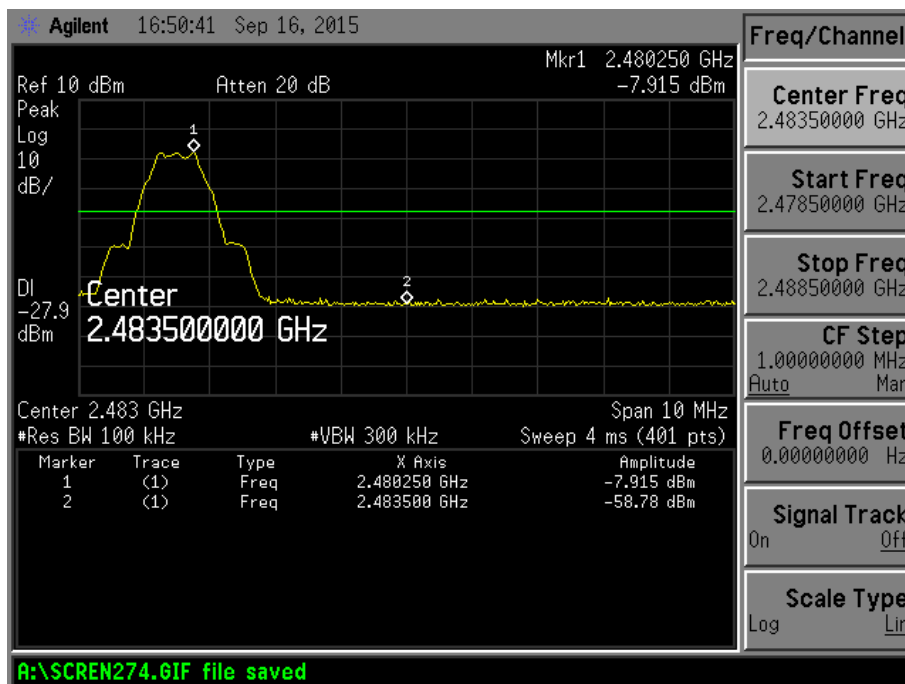 Agilent 16:50:41 Sep 16, 2015
Mkr1 2.480250 GHz
Ref 10 dBm Atten 20 dB -7.915 dBm
Peak
Log
10
dB/
1
2
DI
-27.9
dBm
Center
2.483500000 GHz
Center 2.483 GHz Span 10 MHz
#Res BW 100 kHz #VBW 300 kHz Sweep 4 ms (401 pts)
Marker Trace Type X Axis Amplitude
1 (1) Freq 2.480250 GHz -7.915 dBm
2 (1) Freq 2.483500 GHz -58.78 dBm
A:\SCREN274.GIF file saved
Freq/Channel
Center Freq
2.48350000 GHz
Start Freq
2.47850000 GHz
Stop Freq
2.48850000 GHz
CF Step
1.00000000 MHz
Auto Man
Freq Offset
0.00000000 Hz
Signal Track
On Off
Scale Type
Log Lin